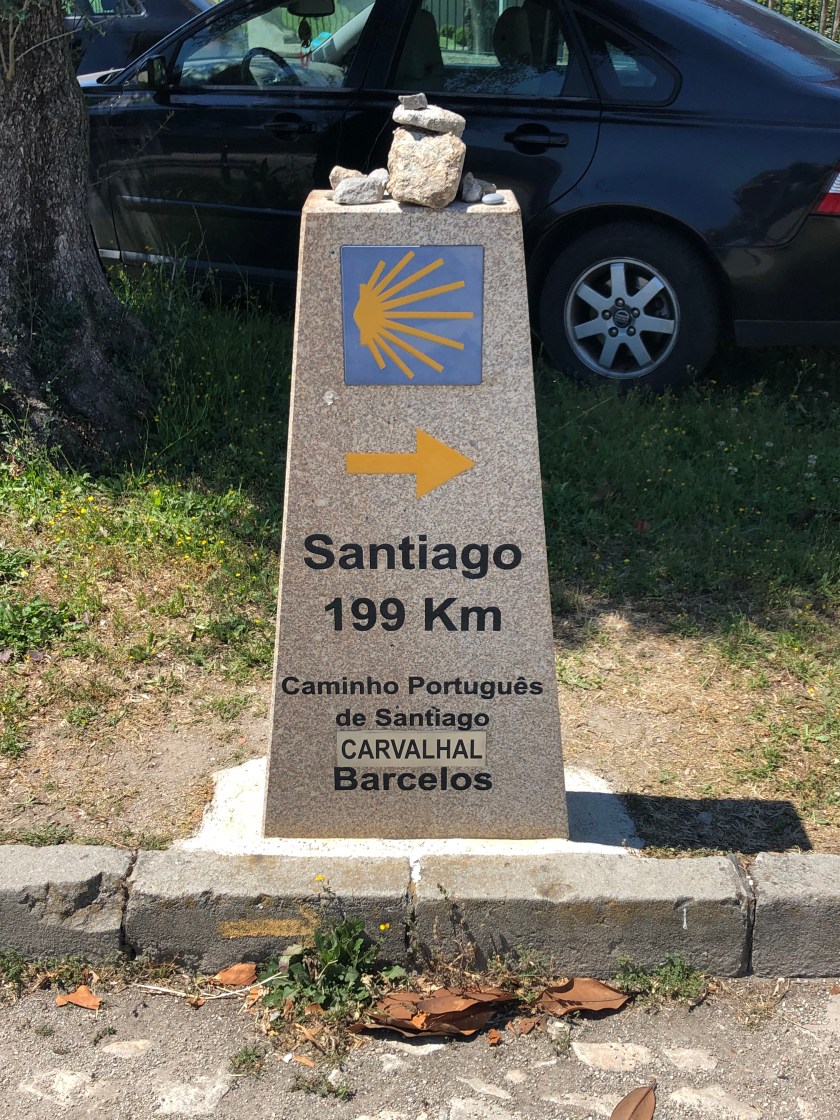 Santiago
199 Km
Caminho Português
de Santiago
CARVALHAL
Barcelos